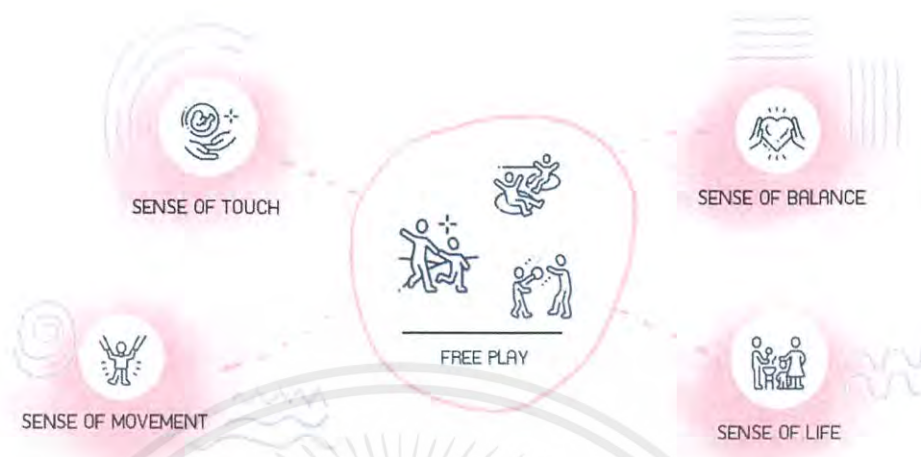 SENSE OF TOUCH
SENSE OF BALANCE
FREE PLAY
SENSE OF MOVEMENT
SENSE OF LIFE